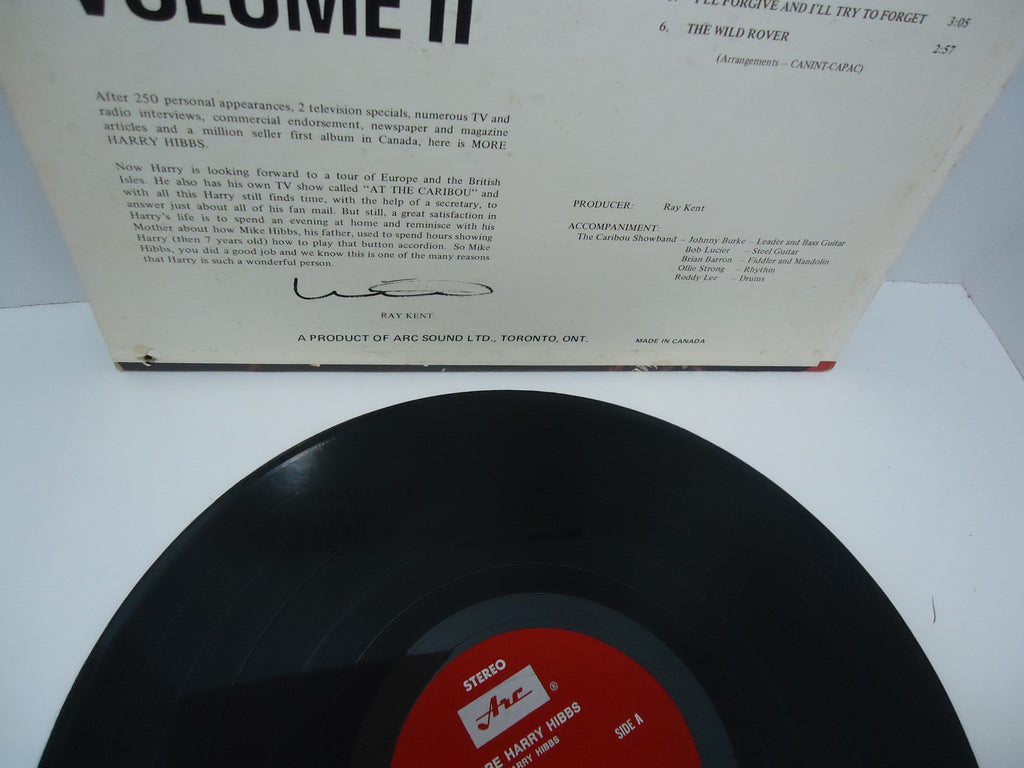 VOLUME II
I'LL FORGIVE AND I'LL TRY TO FORGET 3:05
6. THE WILD ROVER 2:57
(Arrangements – CANINT-CAPAC)
After 250 personal appearances, 2 television specials, numerous TV and
radio interviews, commercial endorsement, newspaper and magazine
articles and a million seller first album in Canada, here is MORE
HARRY HIBBS.
Now Harry is looking forward to a tour of Europe and the British
Isles. He also has his own TV show called "AT THE CARIBOU" and
with all this Harry still finds time, with the help of a secretary, to
answer just about all of his fan mail. But still, a great satisfaction in
Harry's life is to spend an evening at home and reminisce with his
Mother about how Mike Hibbs, his father, used to spend hours showing
Harry (then 7 years old) how to play that button accordion. So Mike
Hibbs, you did a good job and we know this is one of the many reasons
that Harry is such a wonderful person.
RAY KENT
PRODUCER: Ray Kent
ACCOMPANIMENT:
The Caribou Showband – Johnny Burke – Leader and Bass Guitar
Bob Lucier – Steel Guitar
Brian Barron – Fiddler and Mandolin
Ollie Strong – Rhythm
Roddy Lee – Drums
A PRODUCT OF ARC SOUND LTD., TORONTO, ONT.
MADE IN CANADA
STEREO
Arc ®
RE HARRY HIBBS
ARRY HIBBS
SIDE A